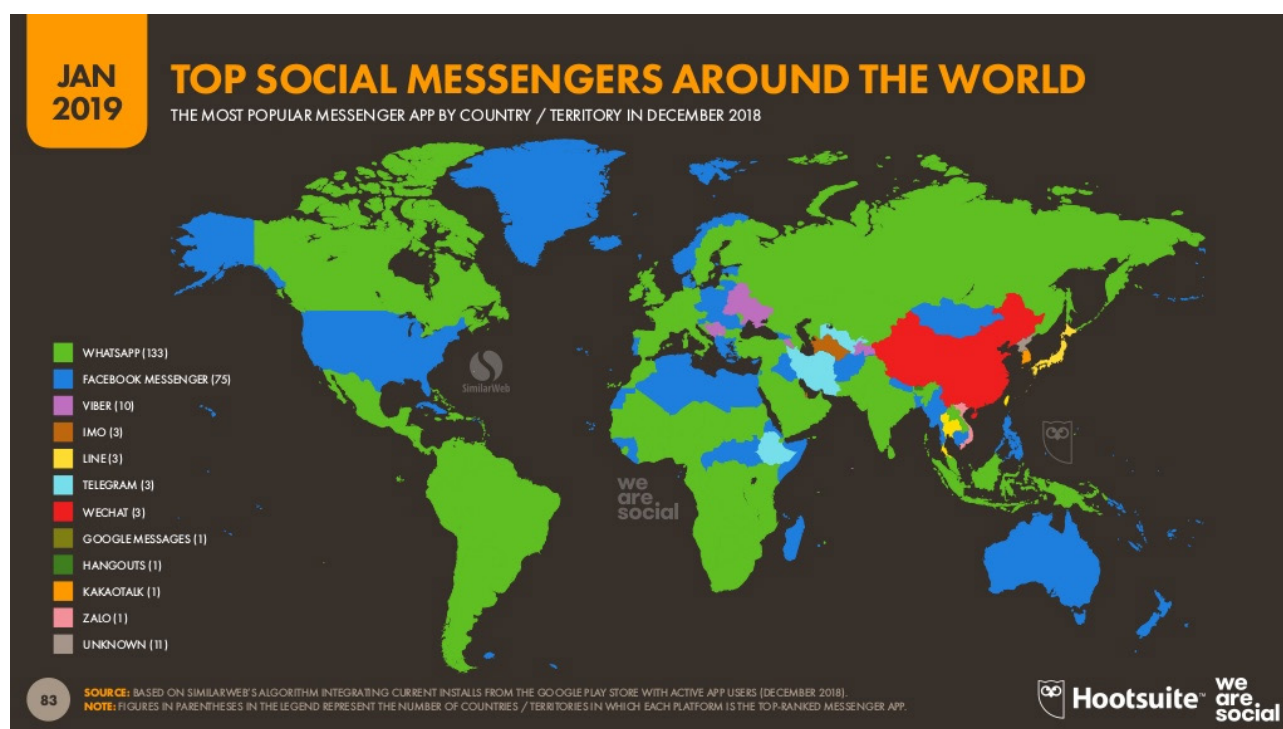 JAN
2019
TOP SOCIAL MESSENGERS AROUND THE WORLD
THE MOST POPULAR MESSENGER APP BY COUNTRY / TERRITORY IN DECEMBER 2018
WHATSAPP (133)
FACEBOOK MESSENGER (75)
VIBER (10)
IMO (3)
LINE (3)
TELEGRAM (3)
WECHAT (3)
GOOGLE MESSAGES (1)
HANGOUTS (1)
KAKAOTALK (1)
ZALO (1)
UNKNOWN (11)
SimilarWeb
we
are.
social
83
SOURCE: BASED ON SIMILARWEB'S ALGORITHM INTEGRATING CURRENT INSTALLS FROM THE GOOGLE PLAY STORE WITH ACTIVE APP USERS (DECEMBER 2018).
NOTE: FIGURES IN PARENTHESES IN THE LEGEND REPRESENT THE NUMBER OF COUNTRIES / TERRITORIES IN WHICH EACH PLATFORM IS THE TOP-RANKED MESSENGER APP.
Hootsuite™
we
are.
social